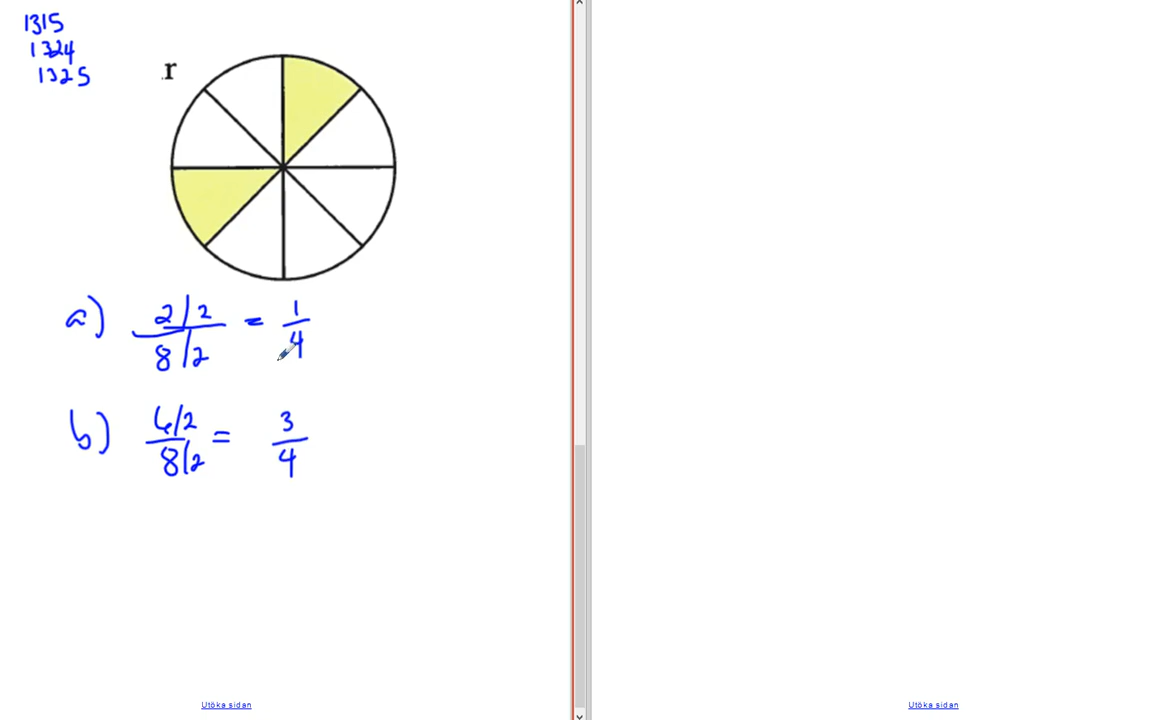 1315
1324
1325
r
a) 2/2 / 8/2 = 1/4
b) 6/2 / 8/2 = 3/4
Utöka sidan Utöka sidan